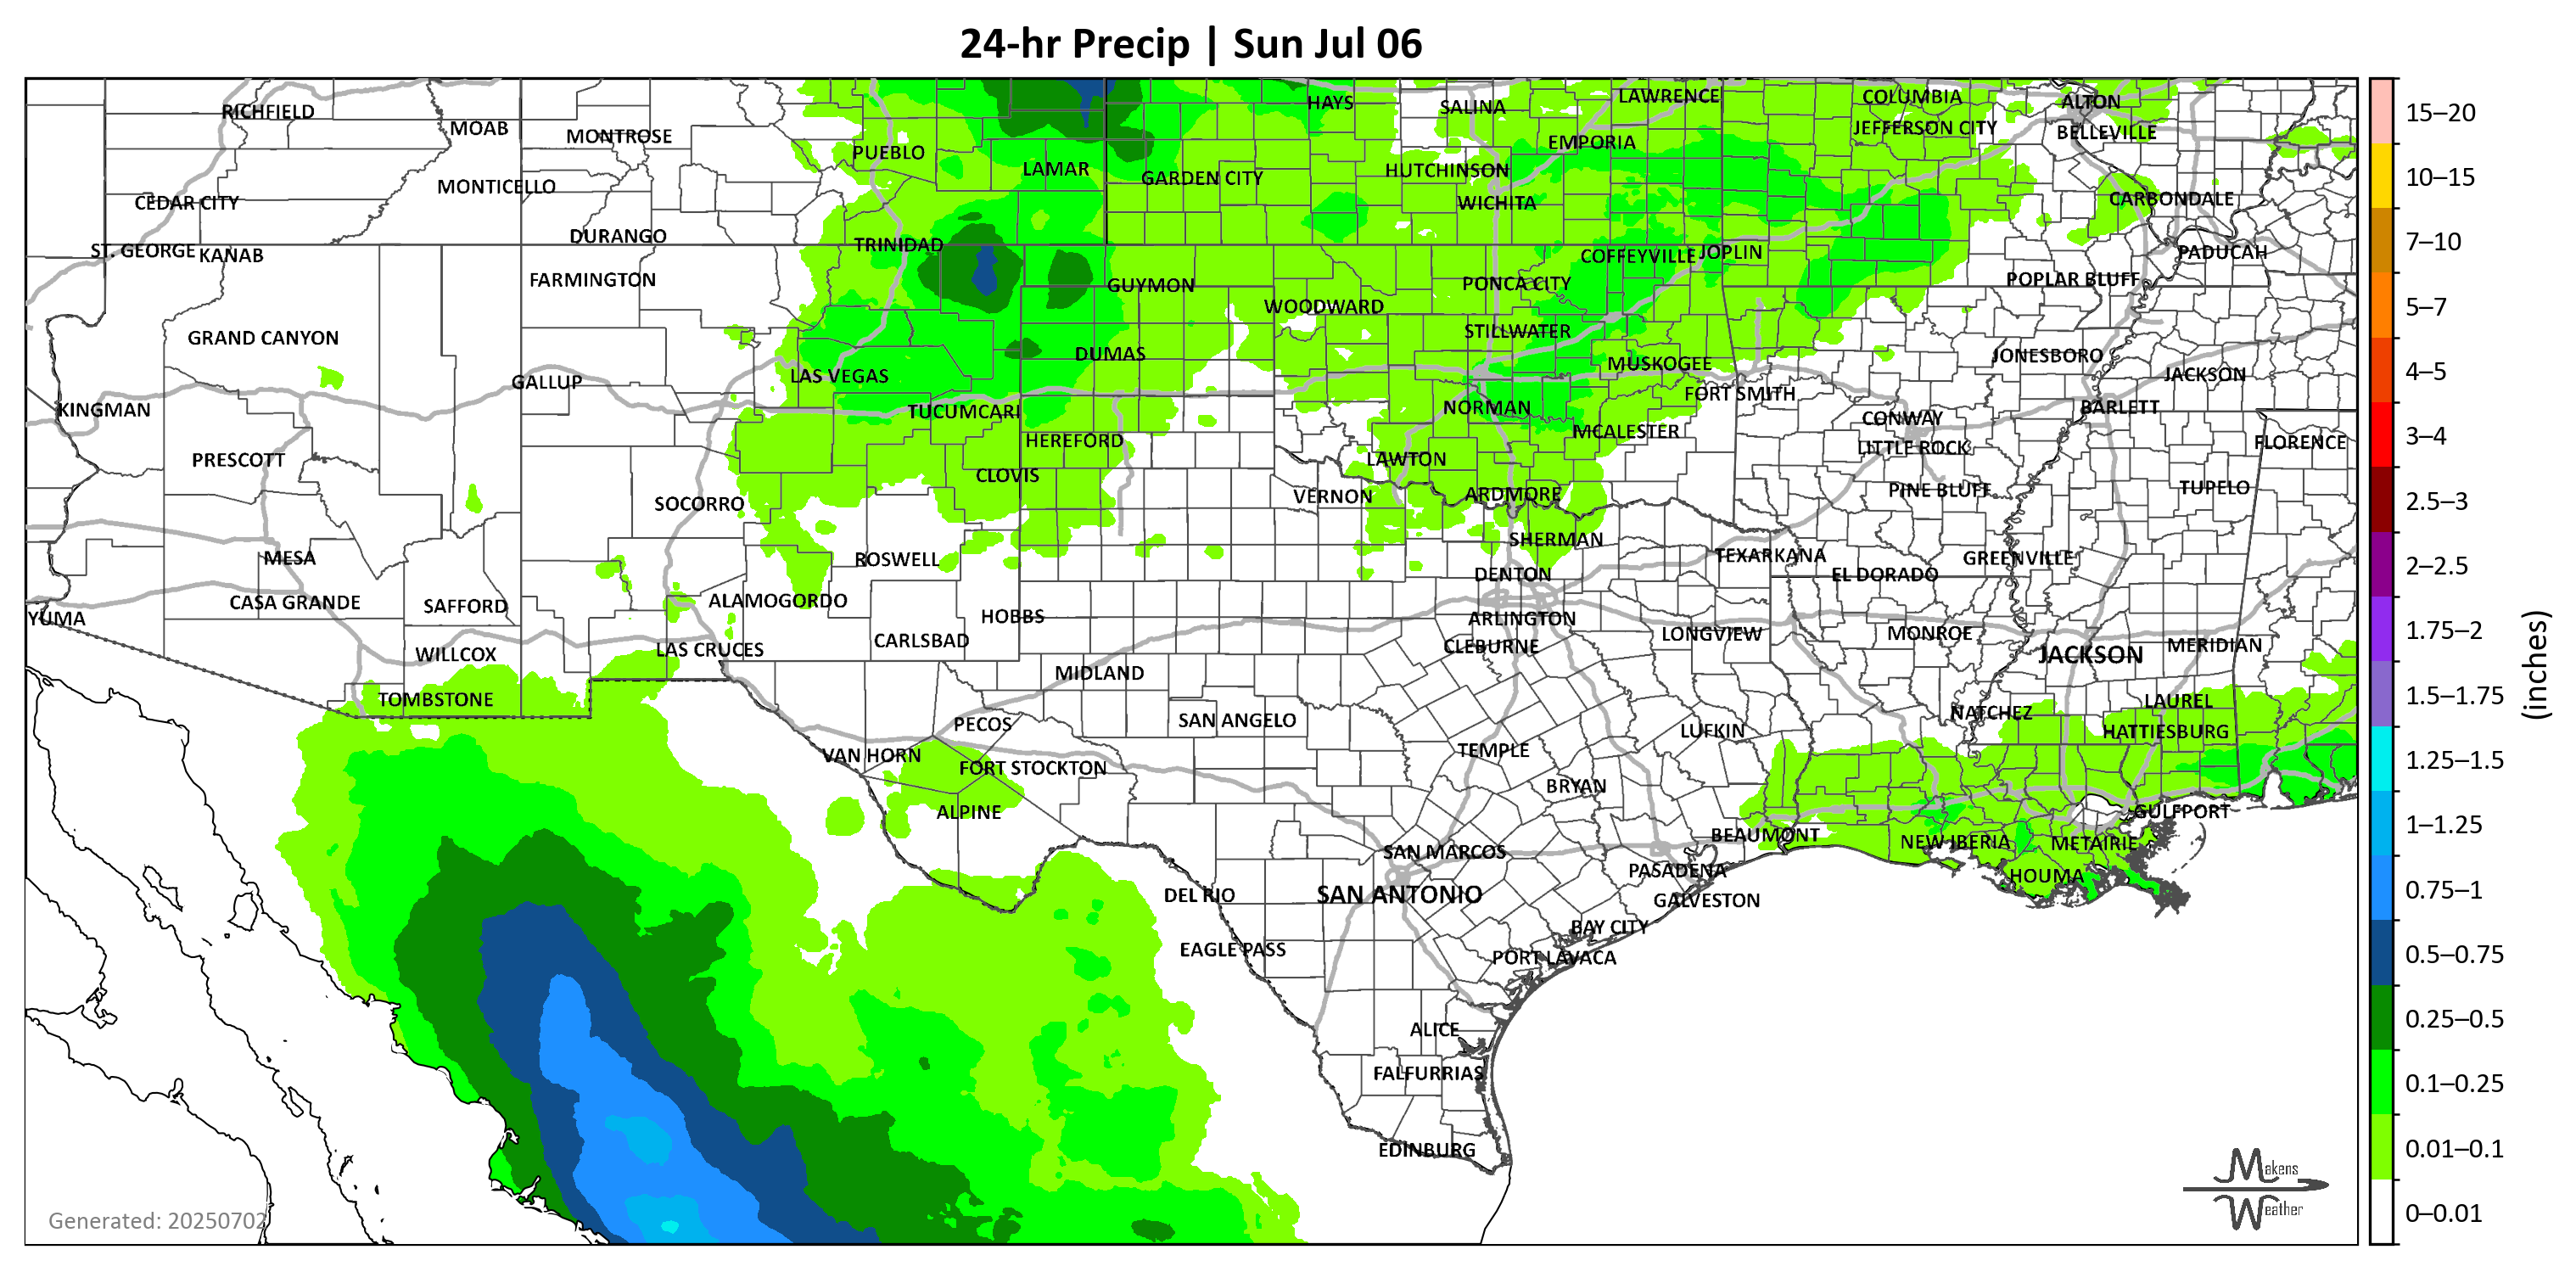 24-hr Precip | Sun Jul 06
RICHFIELD
MOAB
MONTROSE
PUEBLO
LAMAR
GARDEN CITY
HAYS
SALINA
LAWRENCE
EMPORIA
HUTCHINSON
WICHITA
COLUMBIA
JEFFERSON CITY
ALTON
BELLEVILLE
CARBONDALE
PADUCAH
POPLAR BLUFF
CEDAR CITY
MONTICELLO
ST. GEORGE
KANAB
DURANGO
FARMINGTON
TRINIDAD
GUYMON
WOODWARD
PONCA CITY
COFFEYVILLE
JOPLIN
GRAND CANYON
GALLUP
LAS VEGAS
DUMAS
STILLWATER
MUSKOGEE
FORT SMITH
JONESBORO
JACKSON
KINGMAN
TUCUMCARI
NORMAN
CONWAY
BARLETT
PRESCOTT
HEREFORD
MCALESTER
LITTLE ROCK
FLORENCE
CLOVIS
LAWTON
SOCORRO
VERNON
ARDMORE
PINE BLUFF
TUPELO
MESA
ROSWELL
SHERMAN
TEXARKANA
GREENVILLE
DENTON
EL DORADO
YUMA
CASA GRANDE
SAFFORD
ALAMOGORDO
HOBBS
ARLINGTON
WILLCOX
LAS CRUCES
CARLSBAD
CLEBURNE
LONGVIEW
MONROE
JACKSON
MERIDIAN
TOMBSTONE
MIDLAND
PECOS
SAN ANGELO
LUFKIN
NATCHEZ
LAUREL
HATTIESBURG
VAN HORN
FORT STOCKTON
TEMPLE
ALPINE
BRYAN
BEAUMONT
GULFPORT
SAN MARCOS
NEW IBERIA
METAIRIE
PASADENA
HOUMA
DEL RIO
SAN ANTONIO
GALVESTON
BAY CITY
EAGLE PASS
PORT LAVACA
ALICE
FALFURRIAS
EDINBURG
Generated: 20250702
Makens
Weather
15–20
10–15
7–10
5–7
4–5
3–4
2.5–3
2–2.5
1.75–2
1.5–1.75
1.25–1.5
1–1.25
0.75–1
0.5–0.75
0.25–0.5
0.1–0.25
0.01–0.1
0–0.01
(inches)